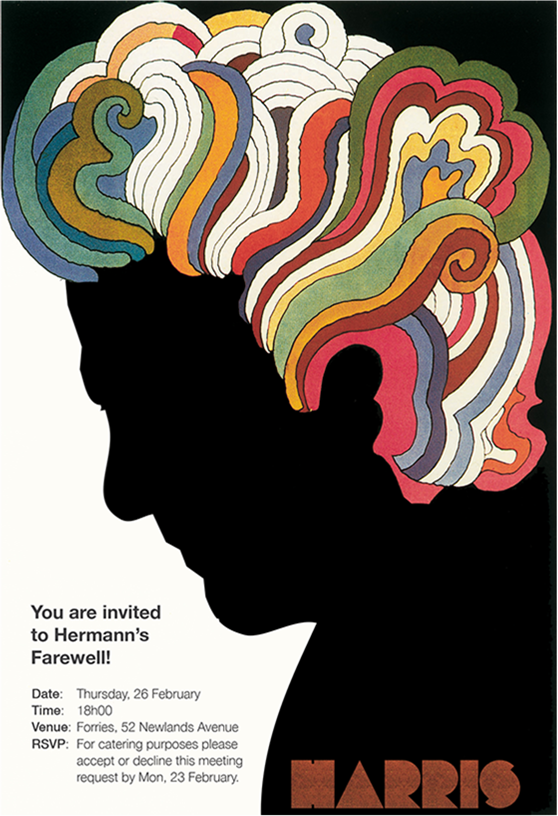 You are invited
to Hermann's
Farewell!
Date: Thursday, 26 February
Time: 18h00
Venue: Forries, 52 Newlands Avenue
RSVP: For catering purposes please
accept or decline this meeting
request by Mon, 23 February.
HARRIS